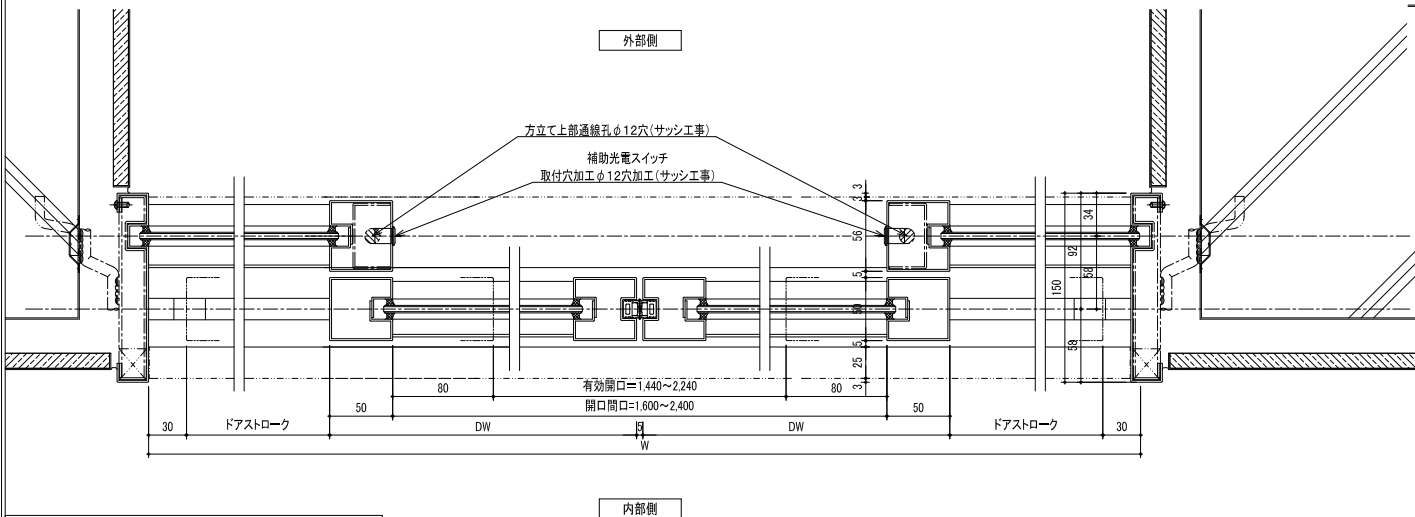 外部側
方立て上部通線孔φ12穴(サッシ工事)
補助光電スイッチ
取付穴加工φ12穴加工(サッシ工事)
3
3
56
5
50
5
25
3
34
92
58
150
58
80
有効開口=1,440~2,240
80
50
開口間口=1,600~2,400
50
30
ドアストローク
DW
5
DW
ドアストローク
30
W
内部側